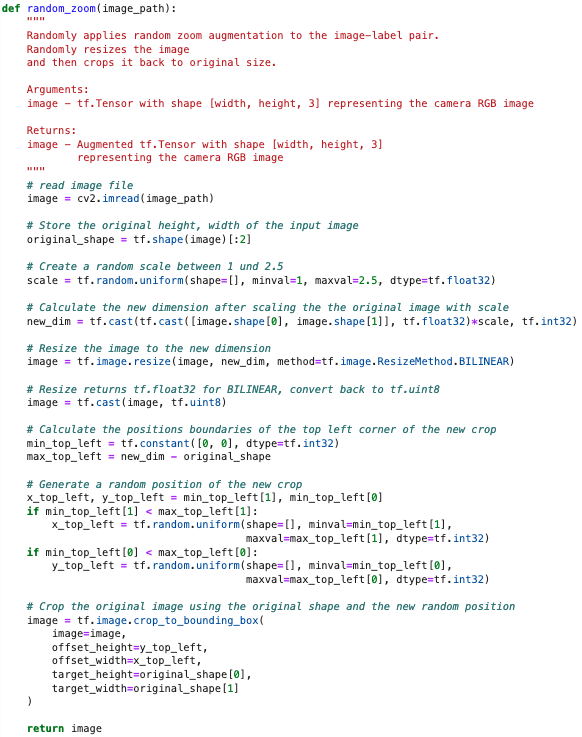 def random_zoom(image_path):
    """
    Randomly applies random zoom augmentation to the image-label pair.
    Randomly resizes the image
    and then crops it back to original size.

    Arguments:
    image - tf.Tensor with shape [width, height, 3] representing the camera RGB image

    Returns:
    image - Augmented tf.Tensor with shape [width, height, 3]
            representing the camera RGB image
    """
    # read image file
    image = cv2.imread(image_path)

    # Store the original height, width of the input image
    original_shape = tf.shape(image)[:2]

    # Create a random scale between 1 und 2.5
    scale = tf.random.uniform(shape=[], minval=1, maxval=2.5, dtype=tf.float32)

    # Calculate the new dimension after scaling the the original image with scale
    new_dim = tf.cast(tf.cast([image.shape[0], image.shape[1]], tf.float32)*scale, tf.int32)

    # Resize the image to the new dimension
    image = tf.image.resize(image, new_dim, method=tf.image.ResizeMethod.BILINEAR)

    # Resize returns tf.float32 for BILINEAR, convert back to tf.uint8
    image = tf.cast(image, tf.uint8)

    # Calculate the positions boundaries of the top left corner of the new crop
    min_top_left = tf.constant([0, 0], dtype=tf.int32)
    max_top_left = new_dim - original_shape

    # Generate a random position of the new crop
    x_top_left, y_top_left = min_top_left[1], min_top_left[0]
    if min_top_left[1] < max_top_left[1]:
        x_top_left = tf.random.uniform(shape=[], minval=min_top_left[1],
                                       maxval=max_top_left[1], dtype=tf.int32)
    if min_top_left[0] < max_top_left[0]:
        y_top_left = tf.random.uniform(shape=[], minval=min_top_left[0],
                                       maxval=max_top_left[0], dtype=tf.int32)

    # Crop the original image using the original shape and the new random position
    image = tf.image.crop_to_bounding_box(
        image=image,
        offset_height=y_top_left,
        offset_width=x_top_left,
        target_height=original_shape[0],
        target_width=original_shape[1]
    )

    return image